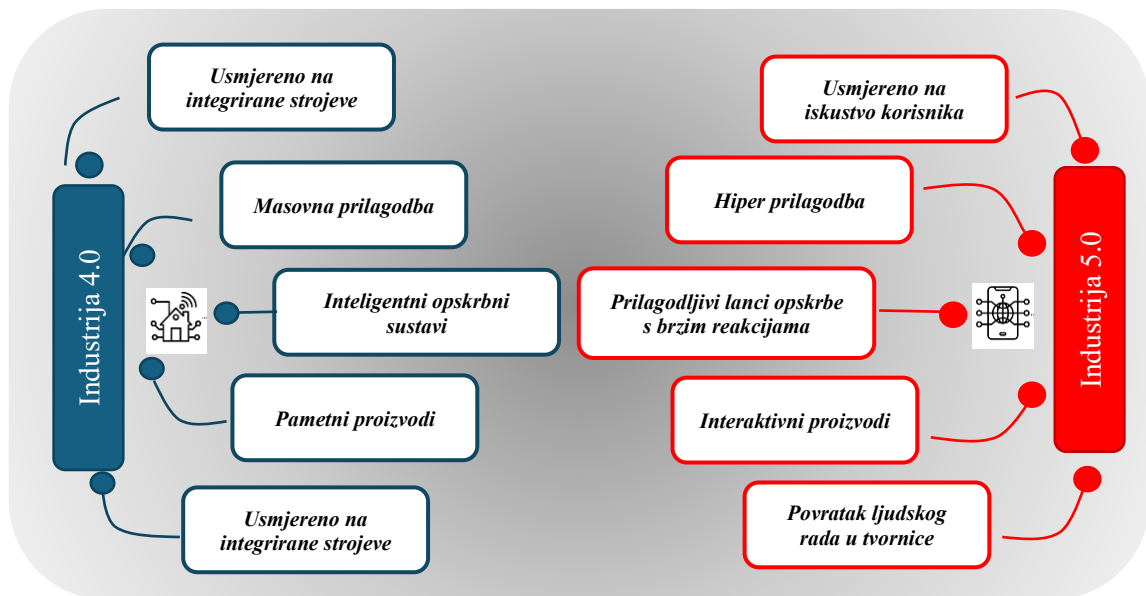 Industrija 4.0
Usmjereno na
integrirane strojeve
Masovna prilagodba
Inteligentni opskrbni
sustavi
Pametni proizvodi
Usmjereno na
integrirane strojeve
Usmjereno na
iskustvo korisnika
Hiper prilagodba
Prilagodljivi lanci opskrbe
s brzim reakcijama
Interaktivni proizvodi
Povratak ljudskog
rada u tvornice
Industrija 5.0